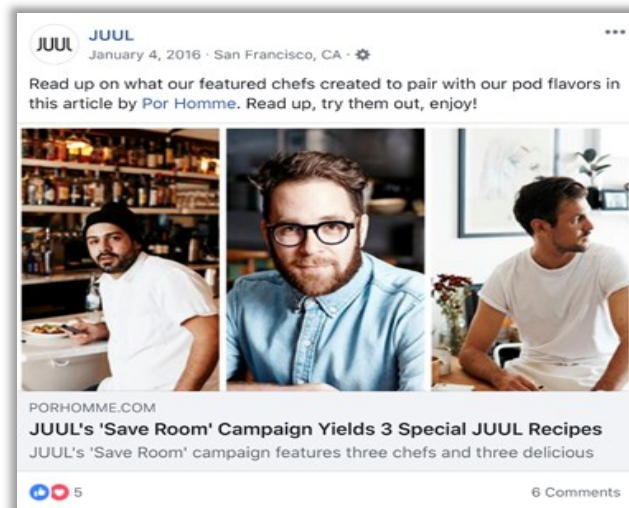 JUUL
JUUL
January 4, 2016 · San Francisco, CA ·
Read up on what our featured chefs created to pair with our pod flavors in
this article by Por Homme. Read up, try them out, enjoy!
PORHOMME.COM
JUUL's 'Save Room' Campaign Yields 3 Special JUUL Recipes
JUUL's 'Save Room' campaign features three chefs and three delicious
5
6 Comments